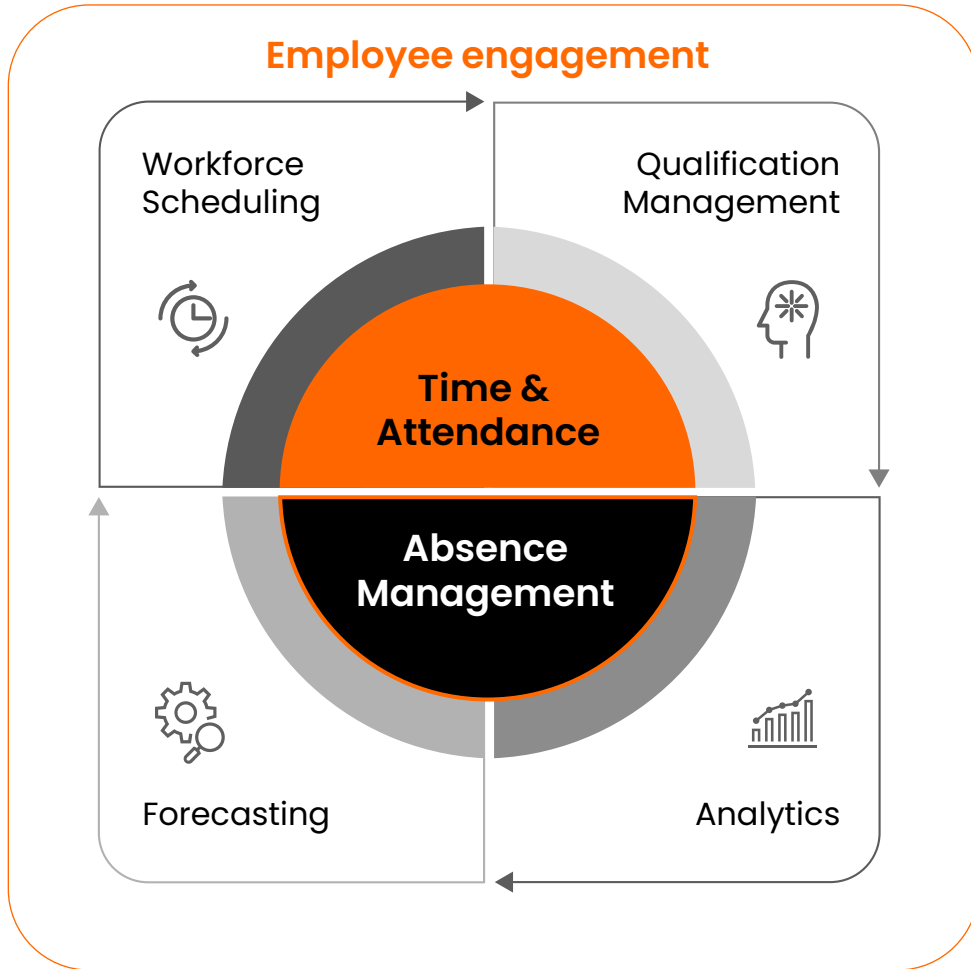 Employee engagement
Workforce
Scheduling
Qualification
Management
Time &
Attendance
Absence
Management
Forecasting
Analytics